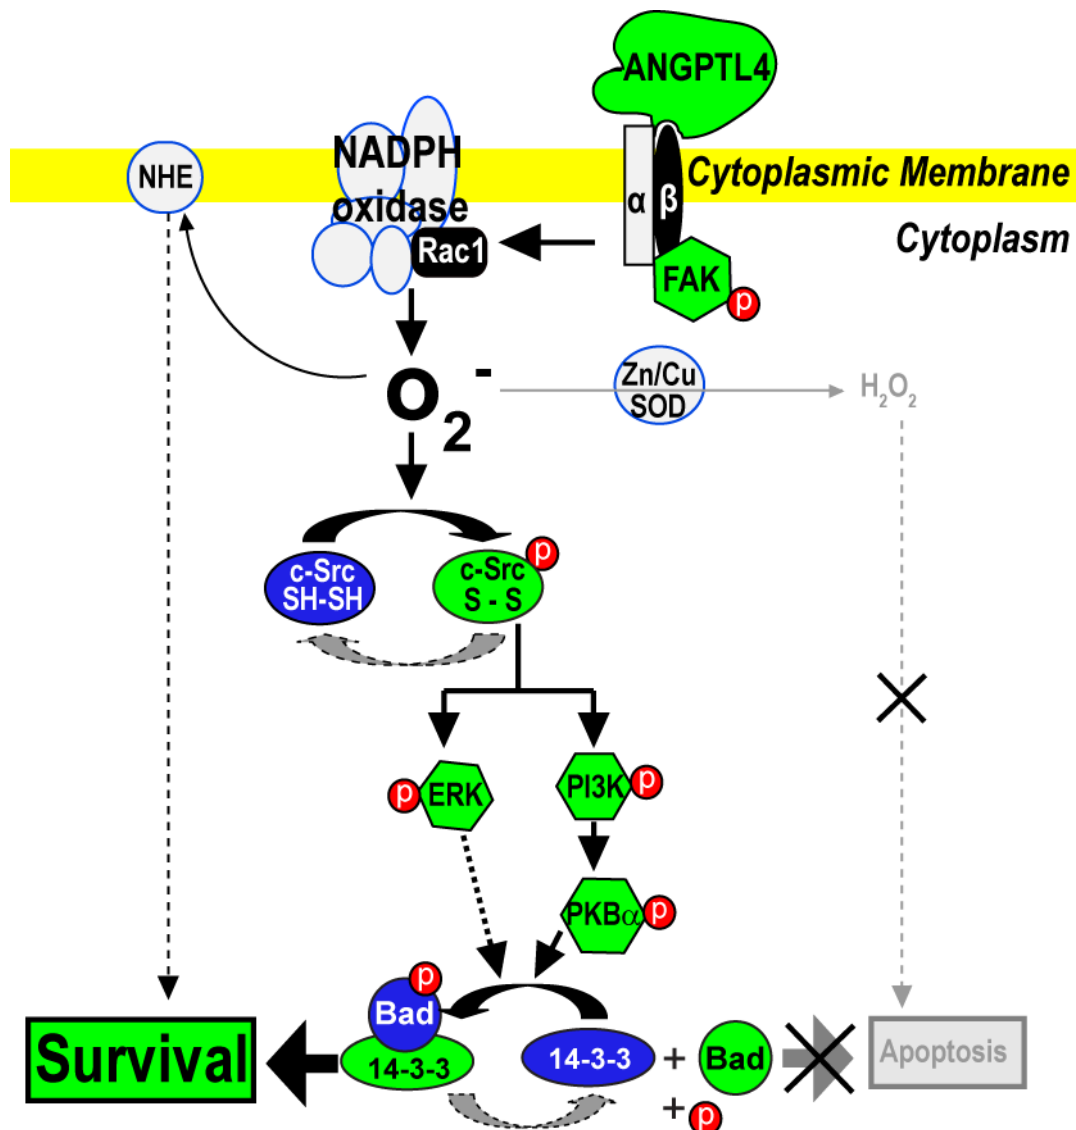 ANGPTL4
NADPH
oxidase
NHE
Cytoplasmic Membrane
α
β
Rac1
Cytoplasm
FAK
p
O2-
Zn/Cu
SOD
H2O2
p
c-Src
SH-SH
c-Src
S - S
p
ERK
PI3K
p
PKBα
p
p
Bad
14-3-3
14-3-3
+
Bad
+
p
Survival
Apoptosis